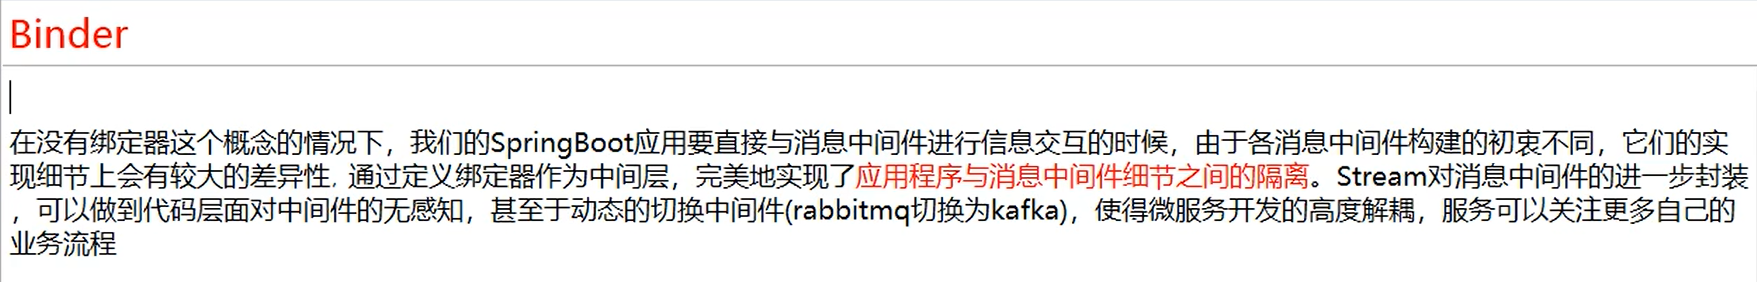 Binder
在没有绑定器这个概念的情况下，我们的SpringBoot应用要直接与消息中间件进行信息交互的时候，由于各消息中间件构建的初衷不同，它们的实
现细节上会有较大的差异性，通过定义绑定器作为中间层，完美地实现了应用程序与消息中间件细节之间的隔离。Stream对消息中间件的进一步封装
，可以做到代码层面对中间件的无感知，甚至于动态的切换中间件(rabbitmq切换为kafka)，使得微服务开发的高度解耦，服务可以关注更多自己的
业务流程